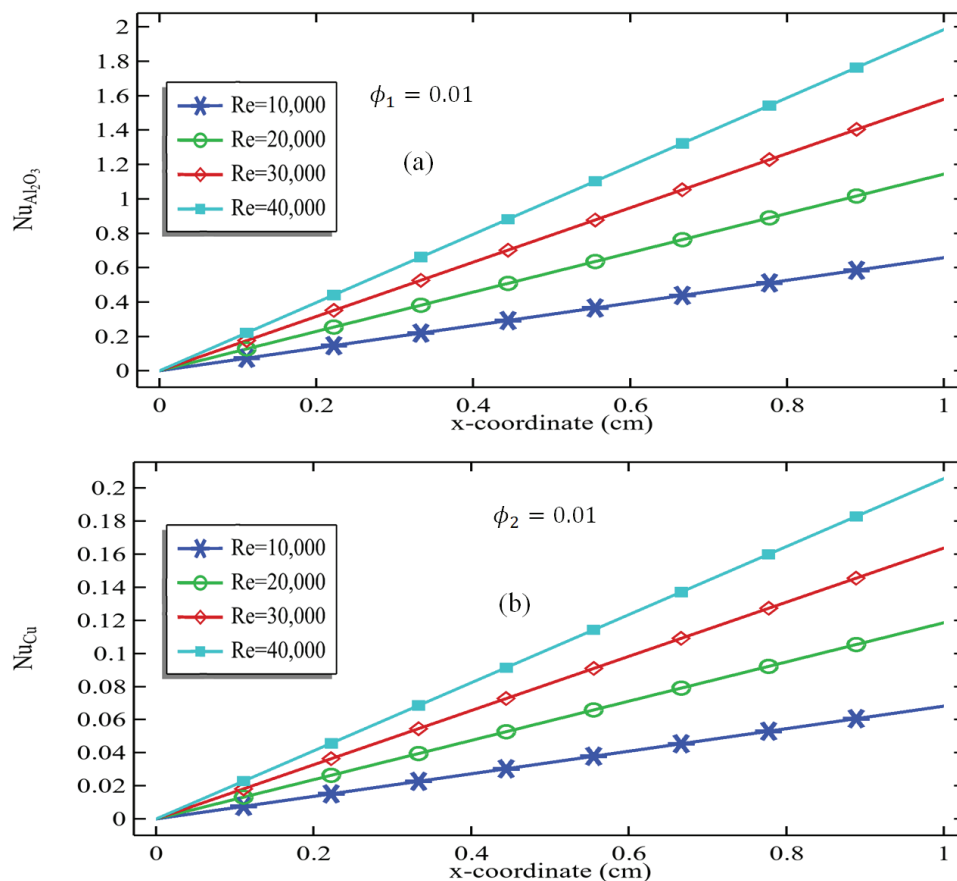 2
1.8
1.6
1.4
1.2
1
0.8
0.6
0.4
0.2
0
Nu_Al₂O₃
Re=10,000
Re=20,000
Re=30,000
Re=40,000
ϕ₁ = 0.01
(a)
0 0.2 0.4 0.6 0.8 1
x-coordinate (cm)
0.2
0.18
0.16
0.14
0.12
0.1
0.08
0.06
0.04
0.02
0
Nu_Cu
Re=10,000
Re=20,000
Re=30,000
Re=40,000
ϕ₂ = 0.01
(b)
0 0.2 0.4 0.6 0.8 1
x-coordinate (cm)